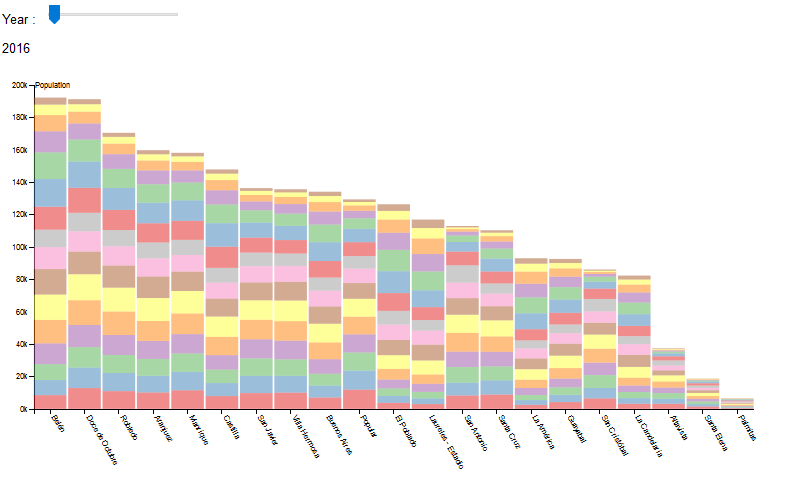 Year :
2016
Population
200k
180k
160k
140k
120k
100k
80k
60k
40k
20k
0k
Belén
Doce de Octubre
Robledo
Aranjuez
Manrique
Castilla
San Javier
Villa Hermosa
Buenos Aires
Popular
El Poblado
Laureles - Estadio
San Antonio
Santa Cruz
La América
Guayabal
San Cristóbal
La Candelaria
Altavista
Santa Elena
Palmitas